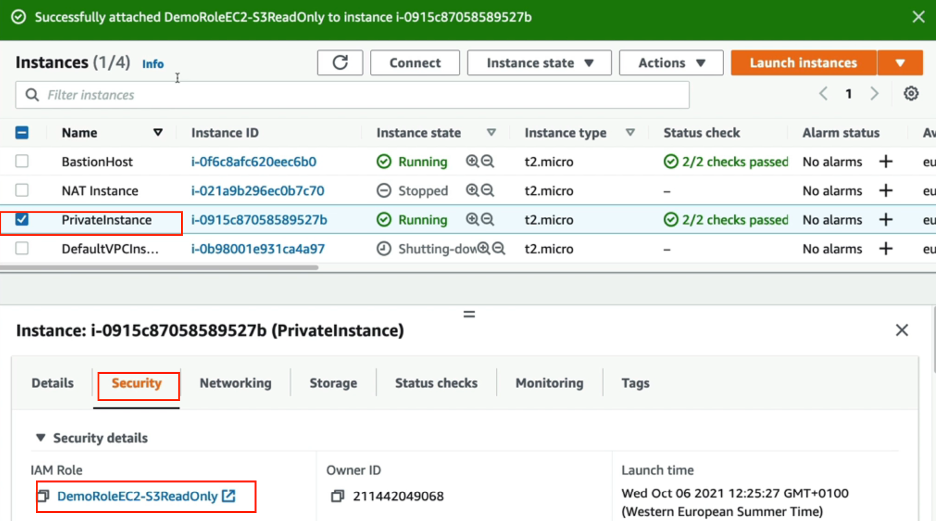 Successfully attached DemoRoleEC2-S3ReadOnly to instance i-0915c87058589527b
Instances (1/4) Info
Connect
Instance state
Actions
Launch instances
Filter instances
1
Name Instance ID Instance state Instance type Status check Alarm status Av
BastionHost i-0f6c8afc620eec6b0 Running t2.micro 2/2 checks passed No alarms + eu
NAT Instance i-021a9b296ec0b7c70 Stopped t2.micro – No alarms + eu
PrivateInstance i-0915c87058589527b Running t2.micro 2/2 checks passed No alarms + eu
DefaultVPCIns... i-0b98001e931ca4a97 Shutting-dow t2.micro – No alarms + eu
Instance: i-0915c87058589527b (PrivateInstance)
Details Security Networking Storage Status checks Monitoring Tags
Security details
IAM Role
DemoRoleEC2-S3ReadOnly
Owner ID
211442049068
Launch time
Wed Oct 06 2021 12:25:27 GMT+0100
(Western European Summer Time)